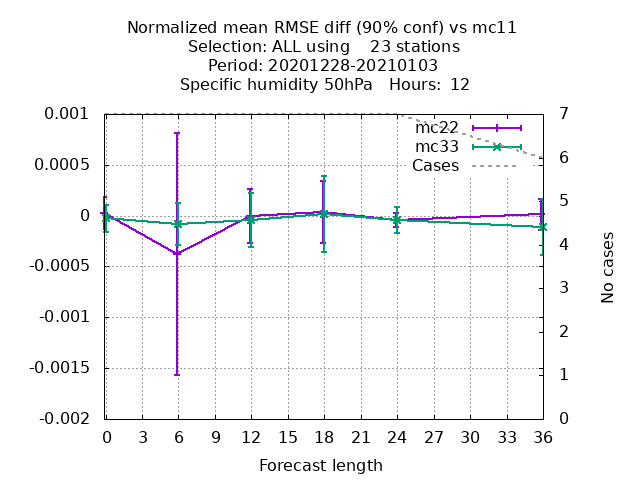 Normalized mean RMSE diff (90% conf) vs mc11
Selection: ALL using    23 stations
Period: 20201228-20210103
Specific humidity 50hPa   Hours:  12
0.001
0.0005
0
-0.0005
-0.001
-0.0015
-0.002
7
6
5
4
3
2
1
0
mc22
mc33
Cases
No cases
0 3 6 9 12 15 18 21 24 27 30 33 36
Forecast length